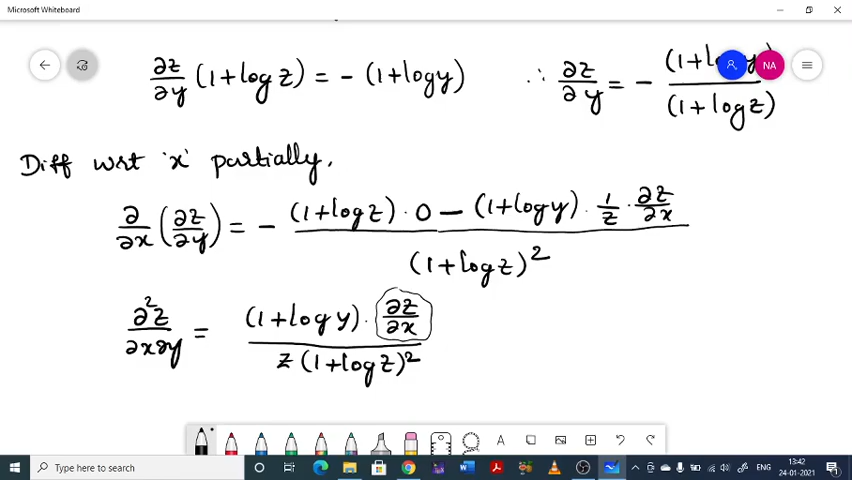 Microsoft Whiteboard
∂z/∂y (1+log z) = - (1+log y) ∴ ∂z/∂y = - (1+log y)/(1+log z)
Diff wrt 'x' partially,
∂/∂x (∂z/∂y) = - ((1+log z) · 0 - (1+log y) · 1/z · ∂z/∂x)/(1+log z)²
∂²z/∂x∂y = ((1+log y) · ∂z/∂x)/(z (1+log z)²)
NA
A
Type here to search
ENG
13:42
24-01-2021